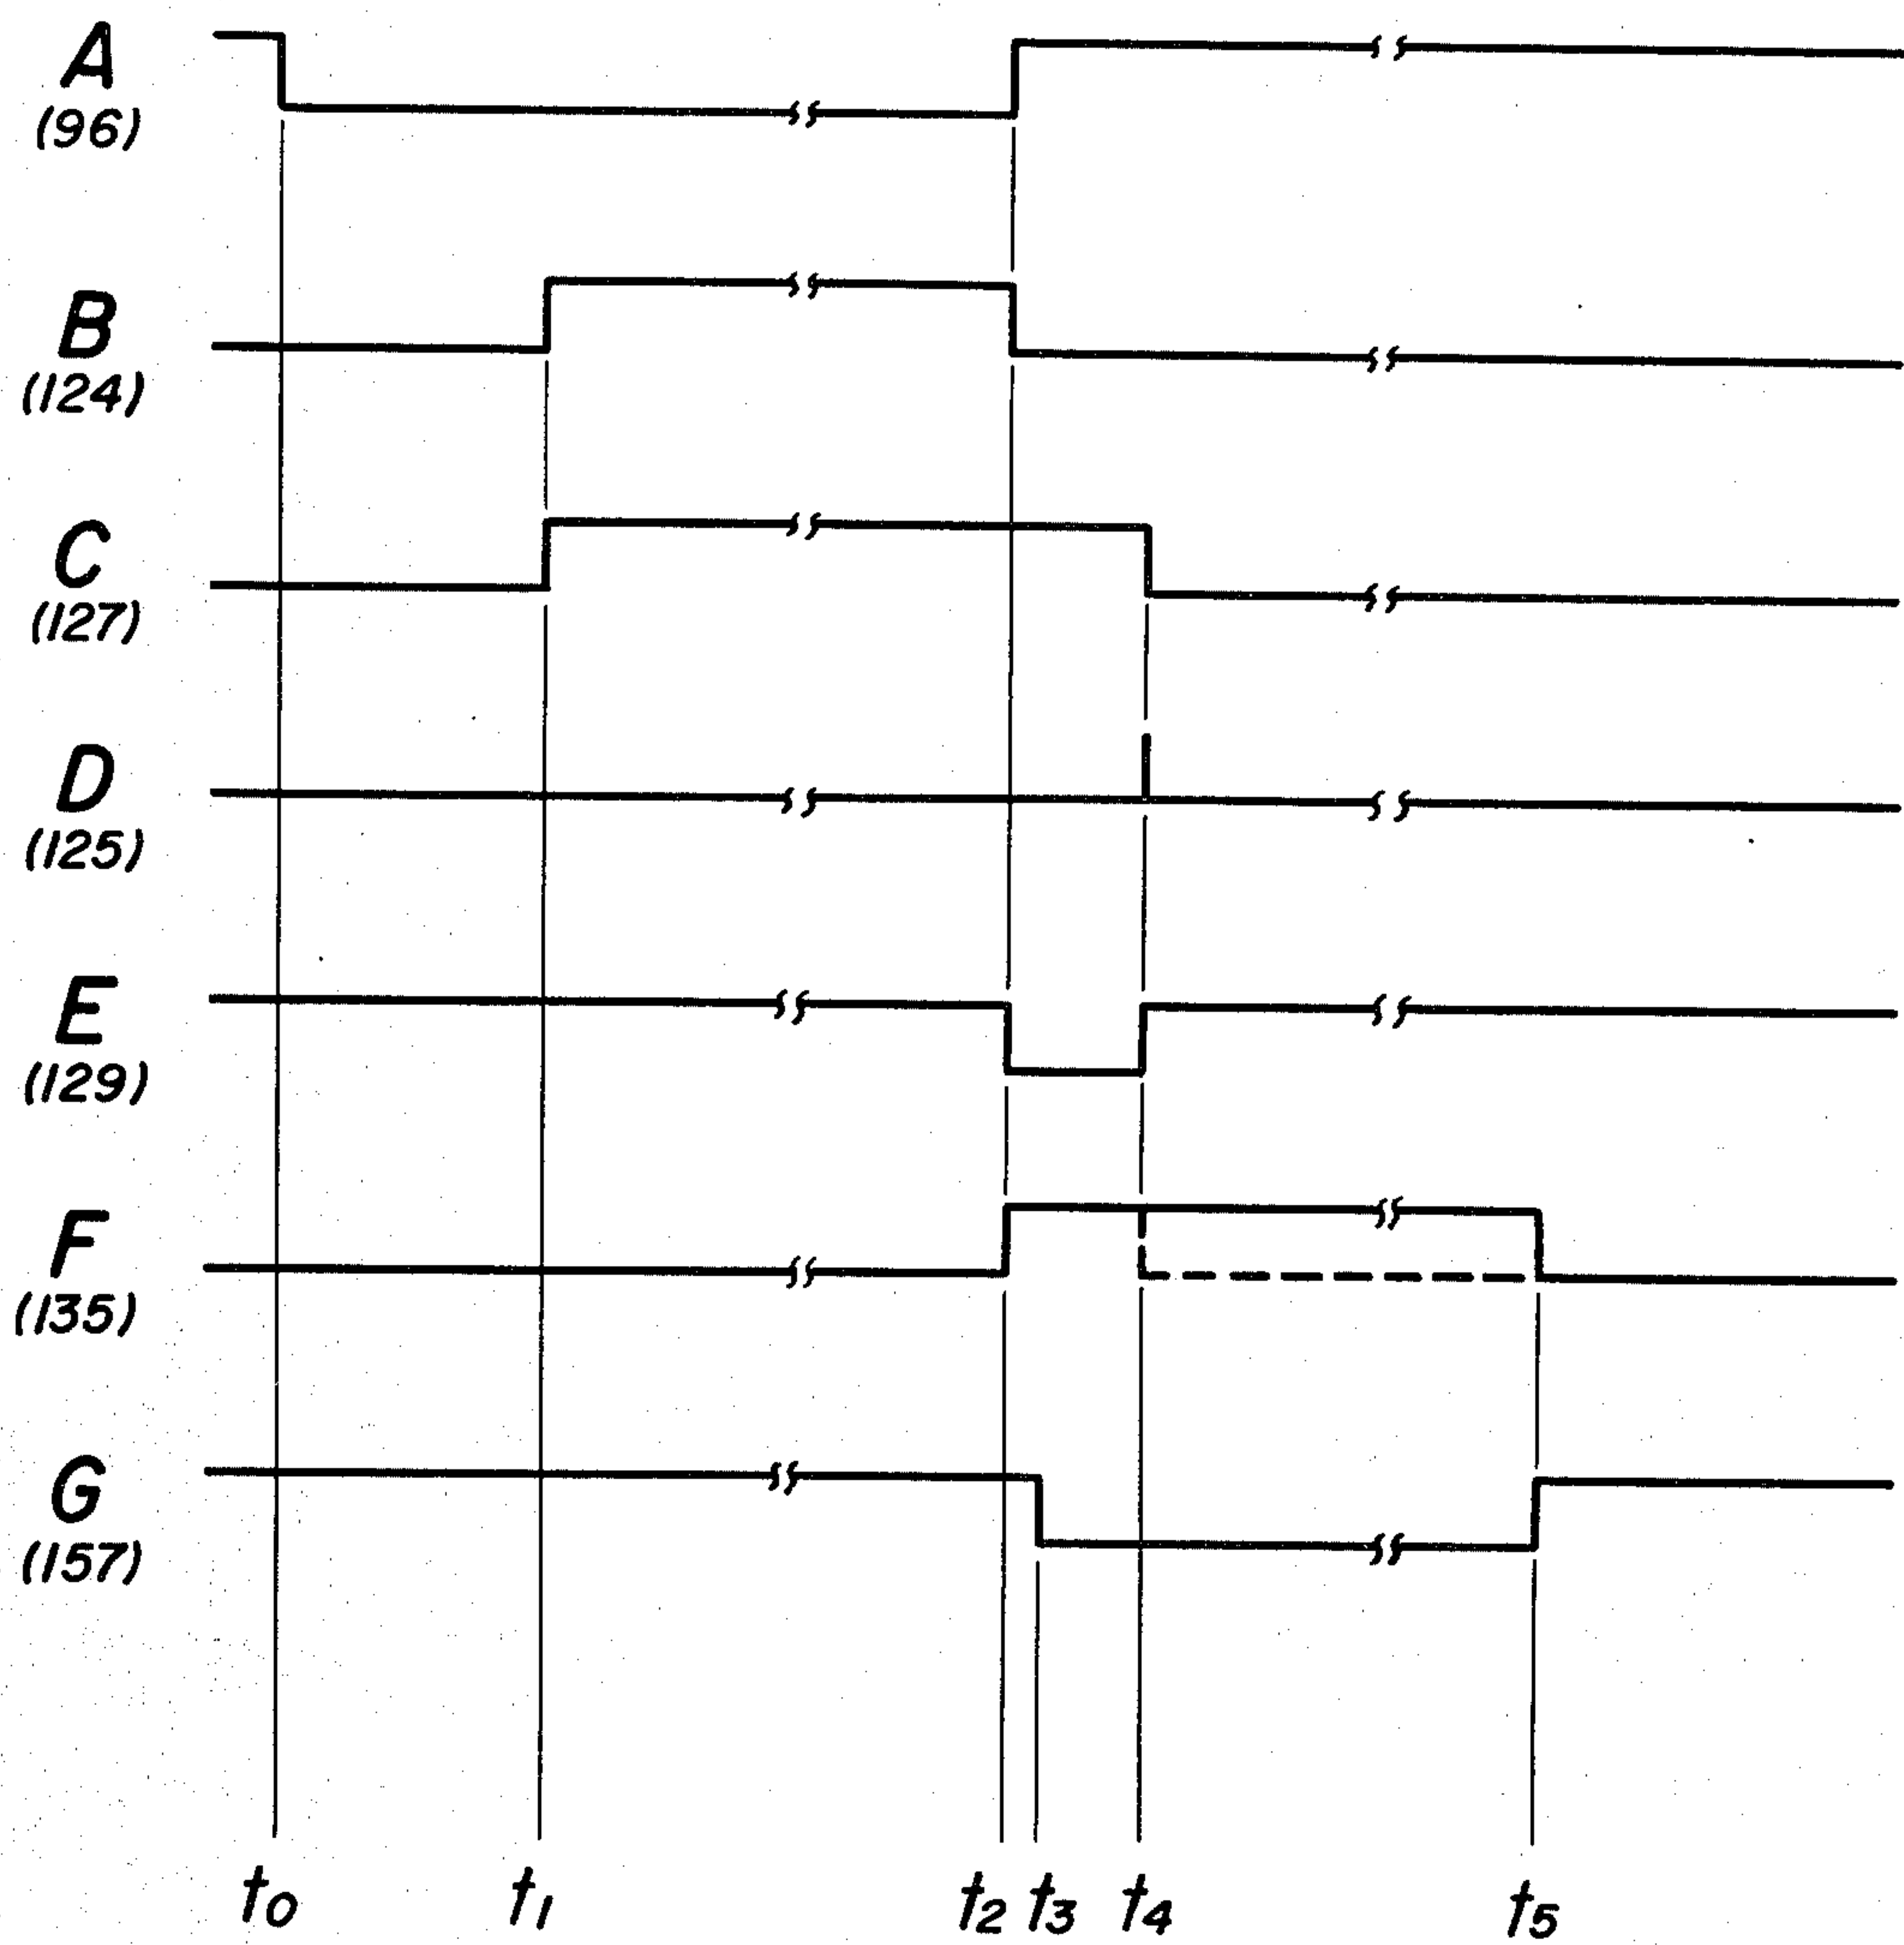 A
(96)
B
(124)
C
(127)
D
(125)
E
(129)
F
(135)
G
(157)
t0 t1 t2 t3 t4 t5